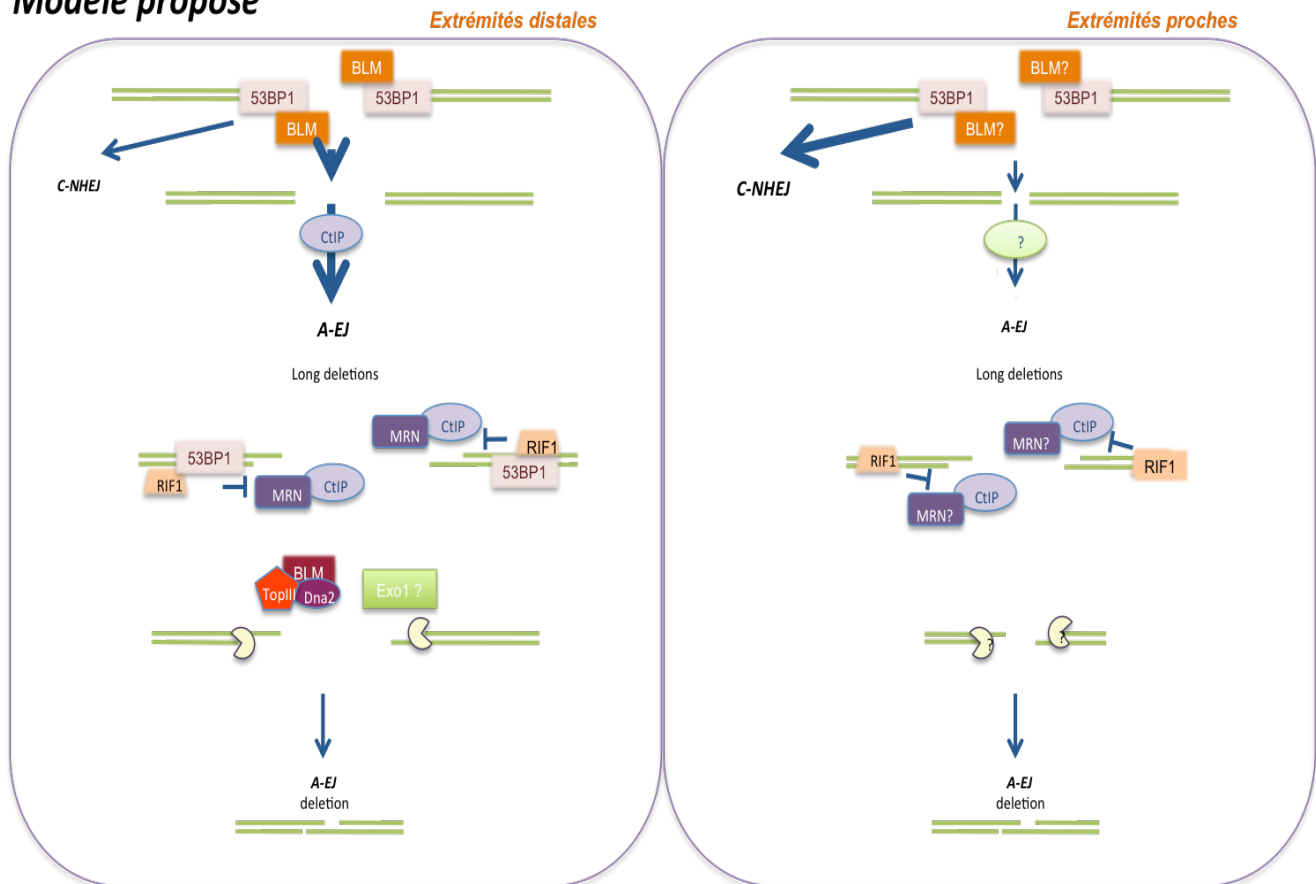 Modèle proposé
Extrémités distales
BLM
53BP1
53BP1
BLM
C-NHEJ
CtIP
A-EJ
Long deletions
MRN
CtIP
RIF1
53BP1
53BP1
RIF1
MRN
CtIP
BLM
TopIII
Dna2
Exo1 ?
A-EJ
deletion
Extrémités proches
BLM?
53BP1
53BP1
BLM?
C-NHEJ
?
A-EJ
Long deletions
CtIP
MRN?
RIF1
RIF1
CtIP
MRN?
?
?
A-EJ
deletion